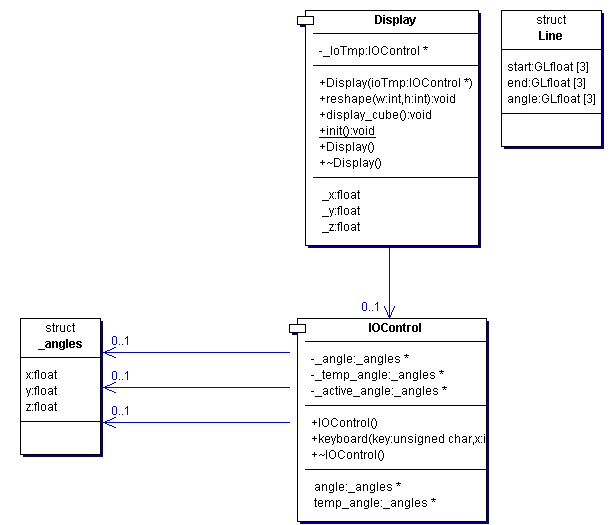 Display
-_IoTmp:IOControl *
+Display(ioTmp:IOControl *)
+reshape(w:int,h:int):void
+display_cube():void
+init():void
+Display()
+~Display()
_x:float
_y:float
_z:float
struct
Line
start:GLfloat [3]
end:GLfloat [3]
angle:GLfloat [3]
0..1
struct
_angles
x:float
y:float
z:float
0..1
0..1
0..1
IOControl
-_angle:_angles *
-_temp_angle:_angles *
-_active_angle:_angles *
+IOControl()
+keyboard(key:unsigned char,x:i
+~IOControl()
angle:_angles *
temp_angle:_angles *